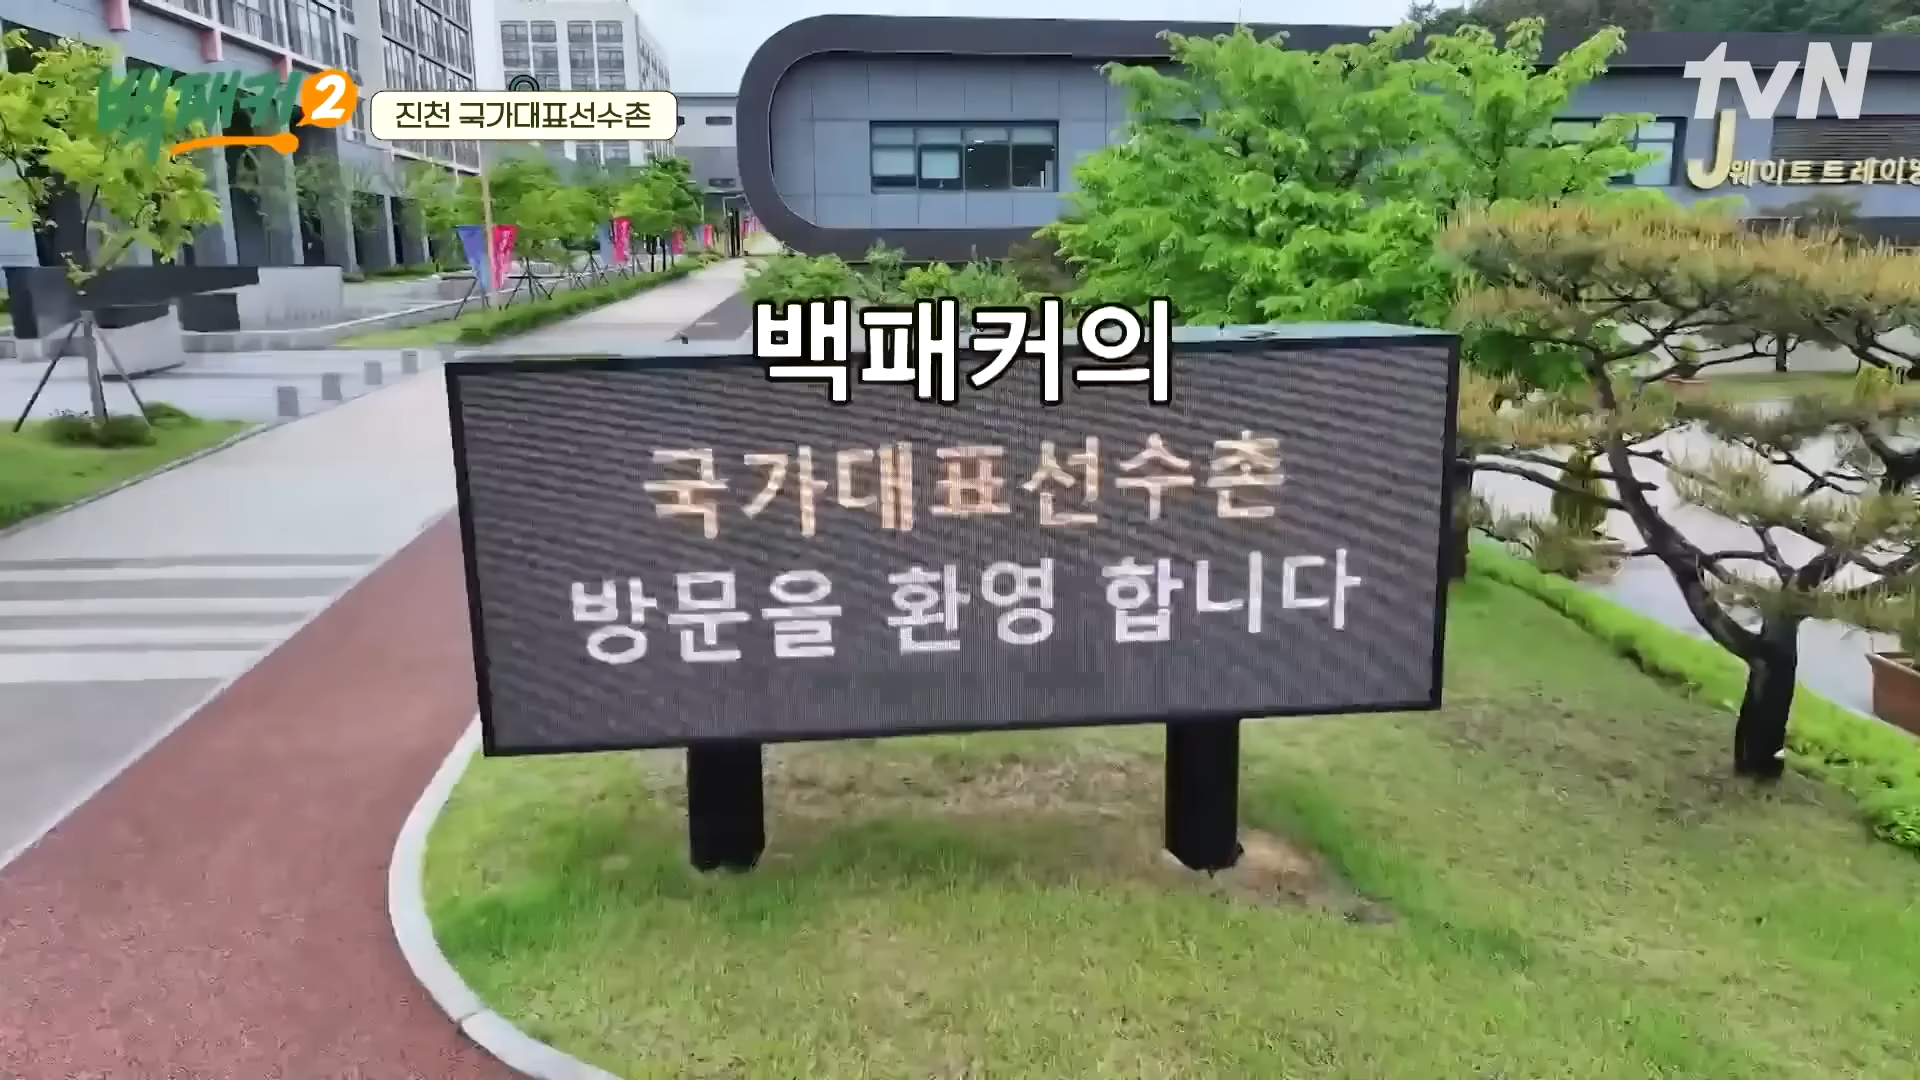 백패커2
진천 국가대표선수촌
tvN
J웨이트트레이닝
백패커의
국가대표선수촌
방문을 환영 합니다